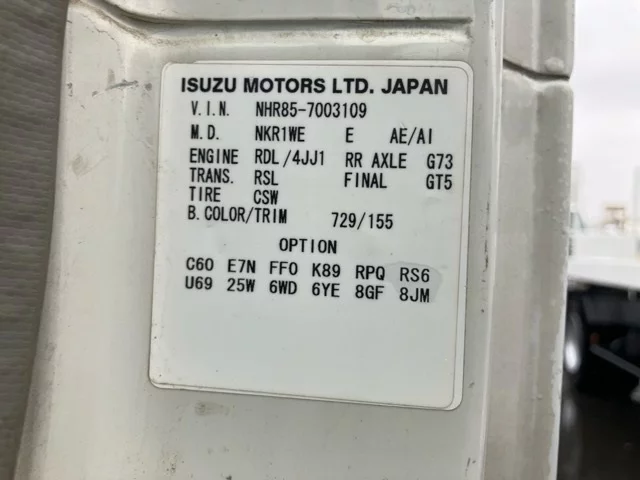 ISUZU MOTORS LTD. JAPAN
V.I.N. NHR85-7003109
M.D. NKR1WE E AE/AI
ENGINE RDL/4JJ1 RR AXLE G73
TRANS. RSL FINAL GT5
TIRE CSW
B.COLOR/TRIM 729/155
OPTION
C60 E7N FF0 K89 RPQ RS6
U69 25W 6WD 6YE 8GF 8JM